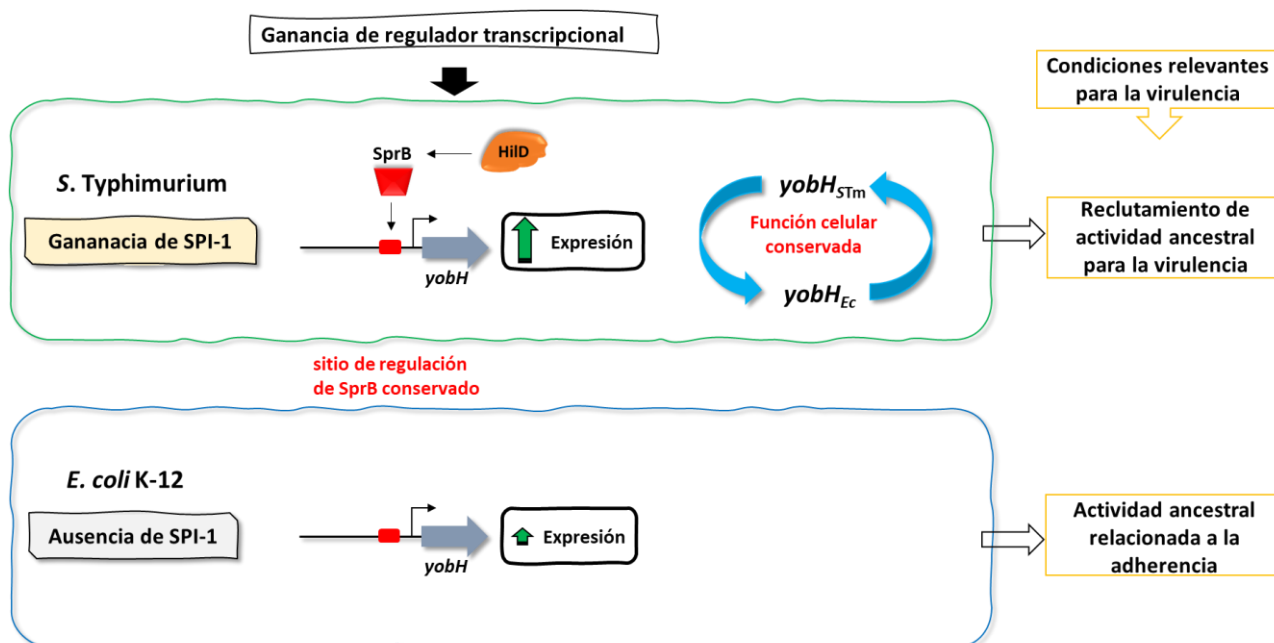 Ganancia de regulador transcripcional
Condiciones relevantes
para la virulencia
S. Typhimurium
Gananacia de SPI-1
SprB
HilD
yobH
Expresión
yobHSTm
Función celular
conservada
yobHEc
Reclutamiento de
actividad ancestral
para la virulencia
sitio de regulación
de SprB conservado
E. coli K-12
Ausencia de SPI-1
yobH
Expresión
Actividad ancestral
relacionada a la
adherencia